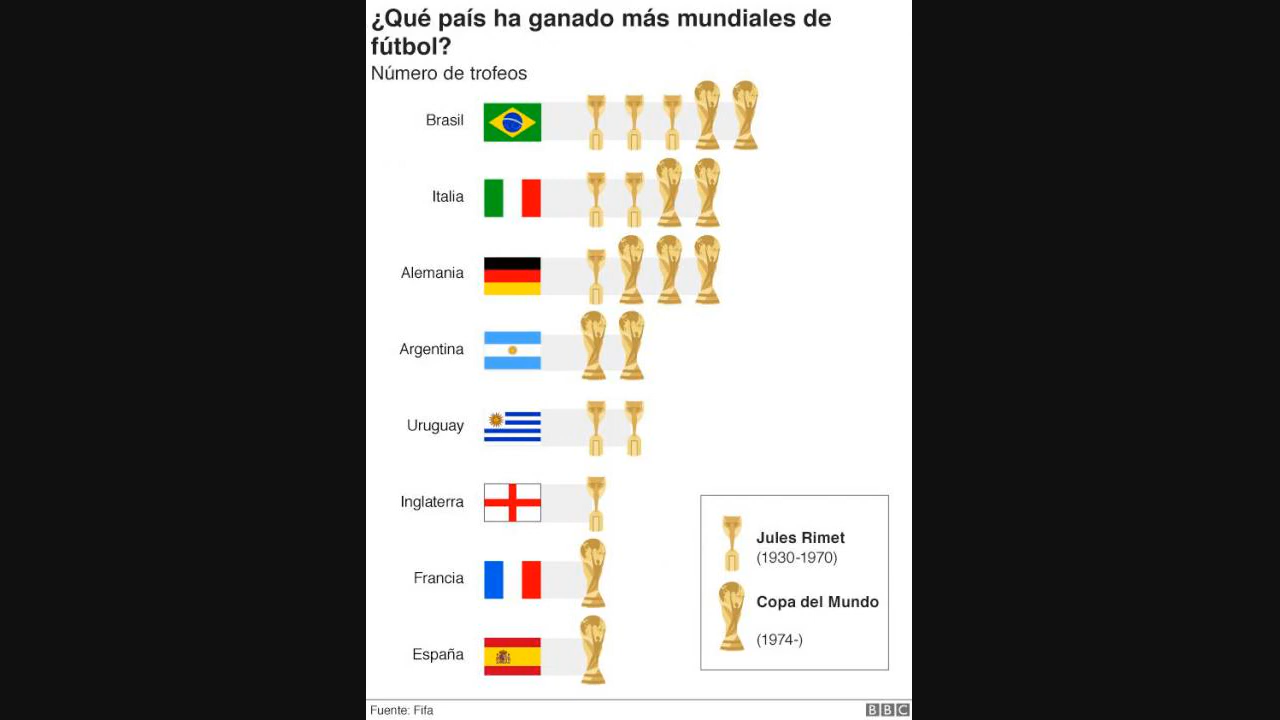 ¿Qué país ha ganado más mundiales de
fútbol?
Número de trofeos
Brasil
Italia
Alemania
Argentina
Uruguay
Inglaterra
Francia
España
Jules Rimet
(1930-1970)
Copa del Mundo
(1974-)
Fuente: Fifa
BBC